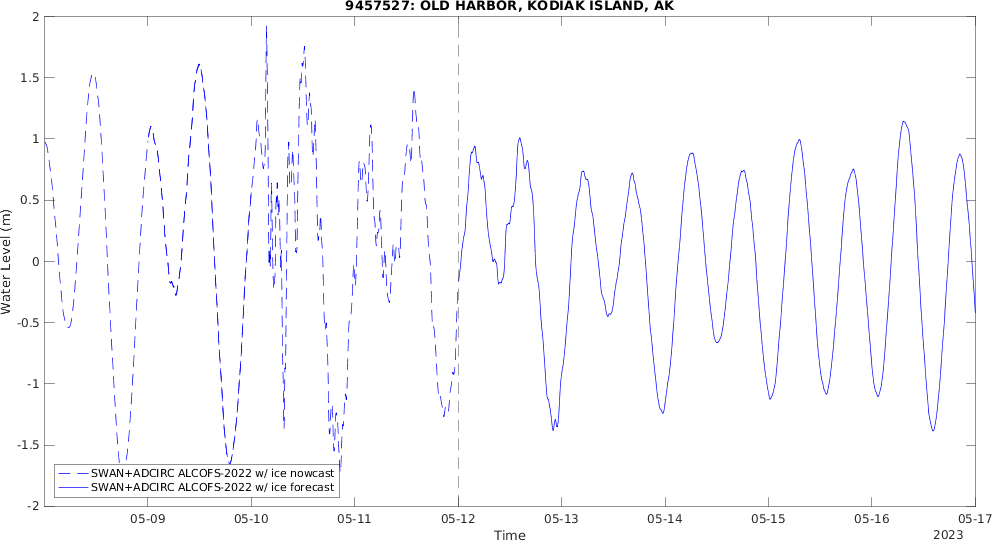 9457527: OLD HARBOR, KODIAK ISLAND, AK
2
1.5
1
0.5
0
-0.5
-1
-1.5
-2
Water Level (m)
SWAN+ADCIRC ALCOFS-2022 w/ ice nowcast
SWAN+ADCIRC ALCOFS-2022 w/ ice forecast
05-09 05-10 05-11 05-12 05-13 05-14 05-15 05-16 05-17
Time
2023